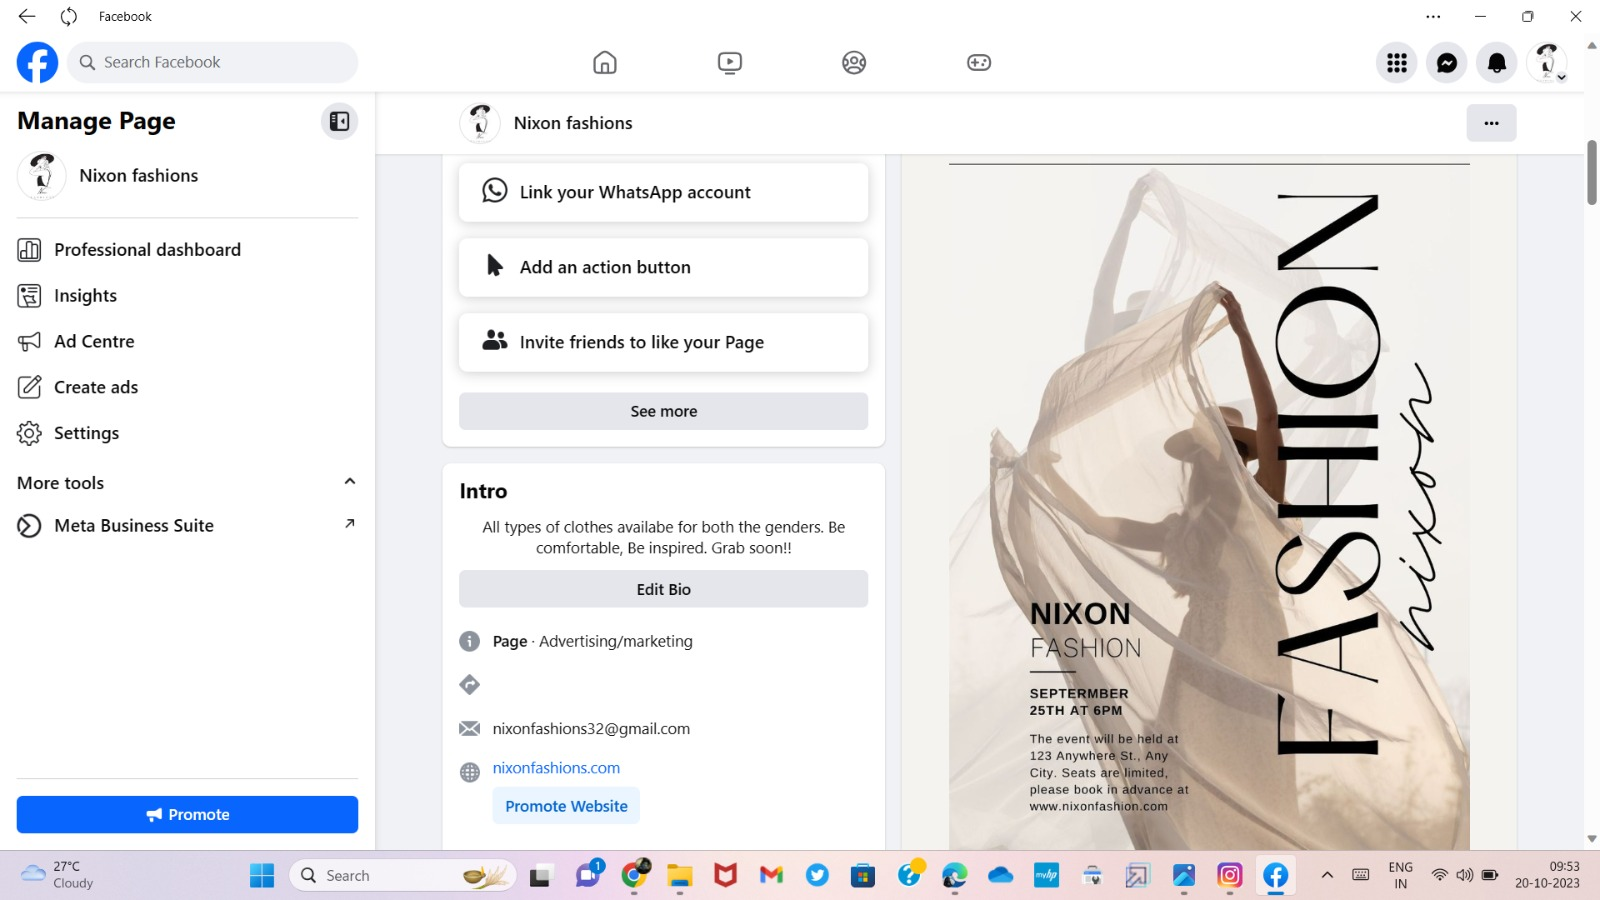 Facebook
Search Facebook
Manage Page
Nixon fashions
Professional dashboard
Insights
Ad Centre
Create ads
Settings
More tools
Meta Business Suite
Promote
Nixon fashions
Link your WhatsApp account
Add an action button
Invite friends to like your Page
See more
Intro
All types of clothes availabe for both the genders. Be
comfortable, Be inspired. Grab soon!!
Edit Bio
Page · Advertising/marketing
nixonfashions32@gmail.com
nixonfashions.com
Promote Website
FASHION
nixon
NIXON
FASHION
SEPTERMBER
25TH AT 6PM
The event will be held at
123 Anywhere St., Any
City. Seats are limited,
please book in advance at
www.nixonfashion.com
27°C
Cloudy
Search
1
myhp
ENG
IN
09:53
20-10-2023